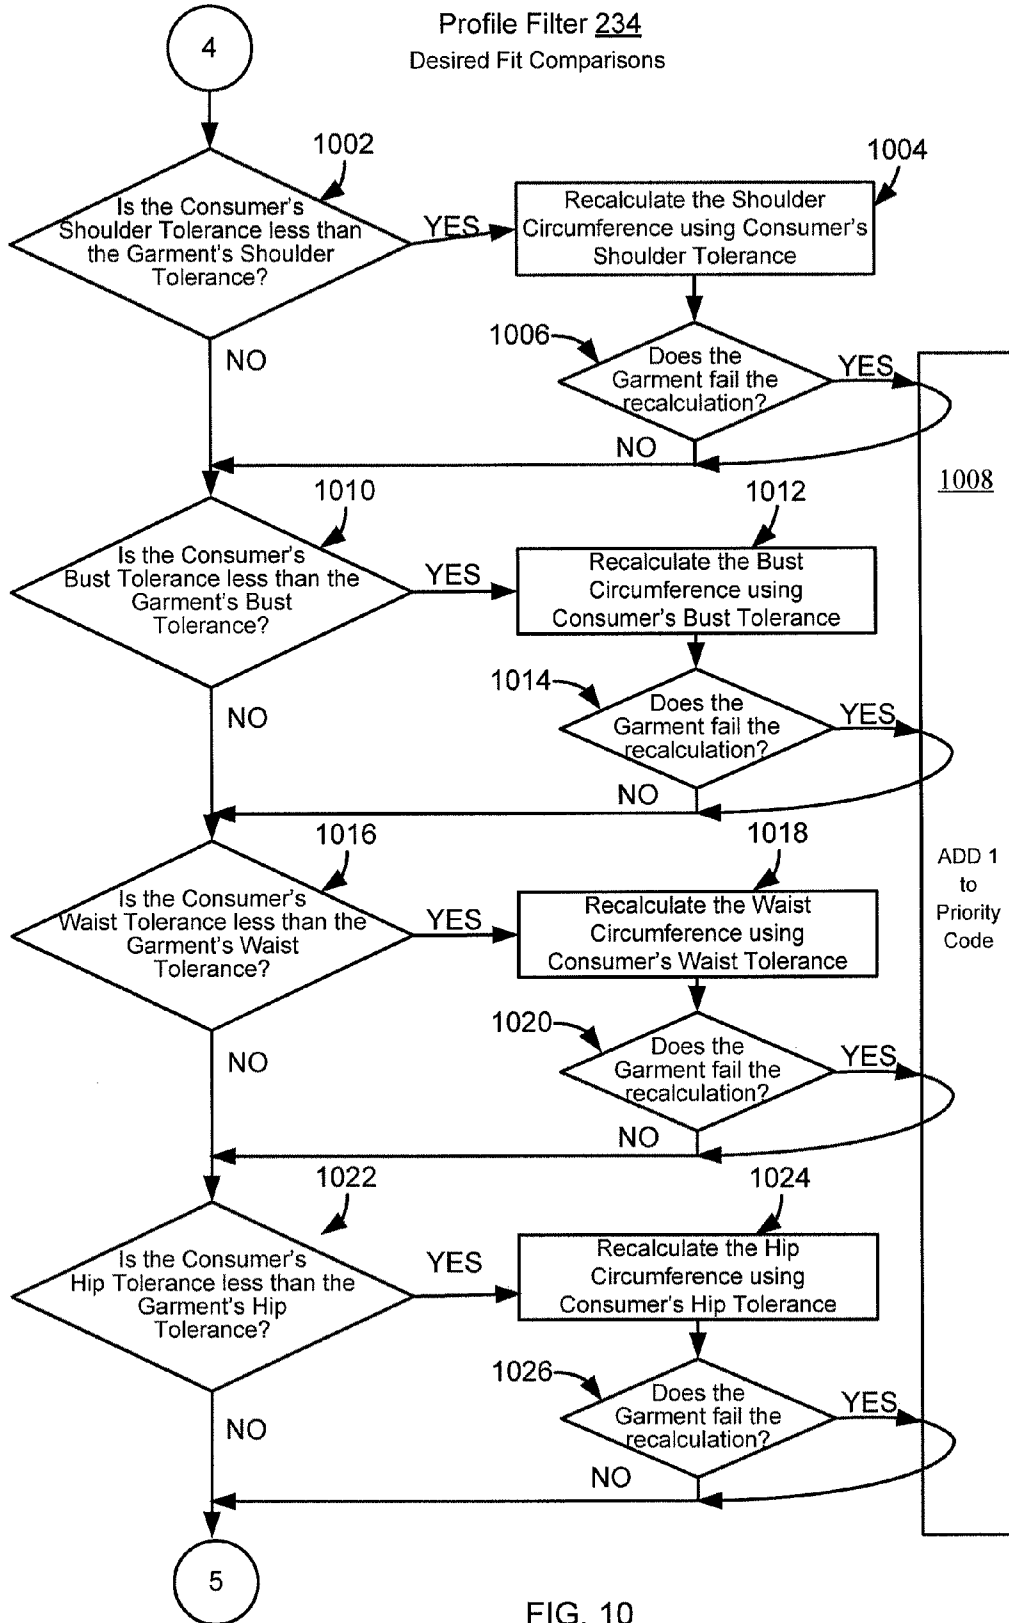 Profile Filter 234
Desired Fit Comparisons
4
1002
Is the Consumer's
Shoulder Tolerance less than
the Garment's Shoulder
Tolerance?
YES
1004
Recalculate the Shoulder
Circumference using Consumer's
Shoulder Tolerance
NO
1006
Does the
Garment fail the
recalculation?
YES
NO
1008
1010
Is the Consumer's
Bust Tolerance less than the
Garment's Bust
Tolerance?
YES
1012
Recalculate the Bust
Circumference using
Consumer's Bust Tolerance
NO
1014
Does the
Garment fail the
recalculation?
YES
NO
ADD 1
to
Priority
Code
1016
Is the Consumer's
Waist Tolerance less than the
Garment's Waist
Tolerance?
YES
1018
Recalculate the Waist
Circumference using
Consumer's Waist Tolerance
NO
1020
Does the
Garment fail the
recalculation?
YES
NO
1022
Is the Consumer's
Hip Tolerance less than the
Garment's Hip
Tolerance?
YES
1024
Recalculate the Hip
Circumference using
Consumer's Hip Tolerance
NO
1026
Does the
Garment fail the
recalculation?
YES
NO
5
FIG. 10